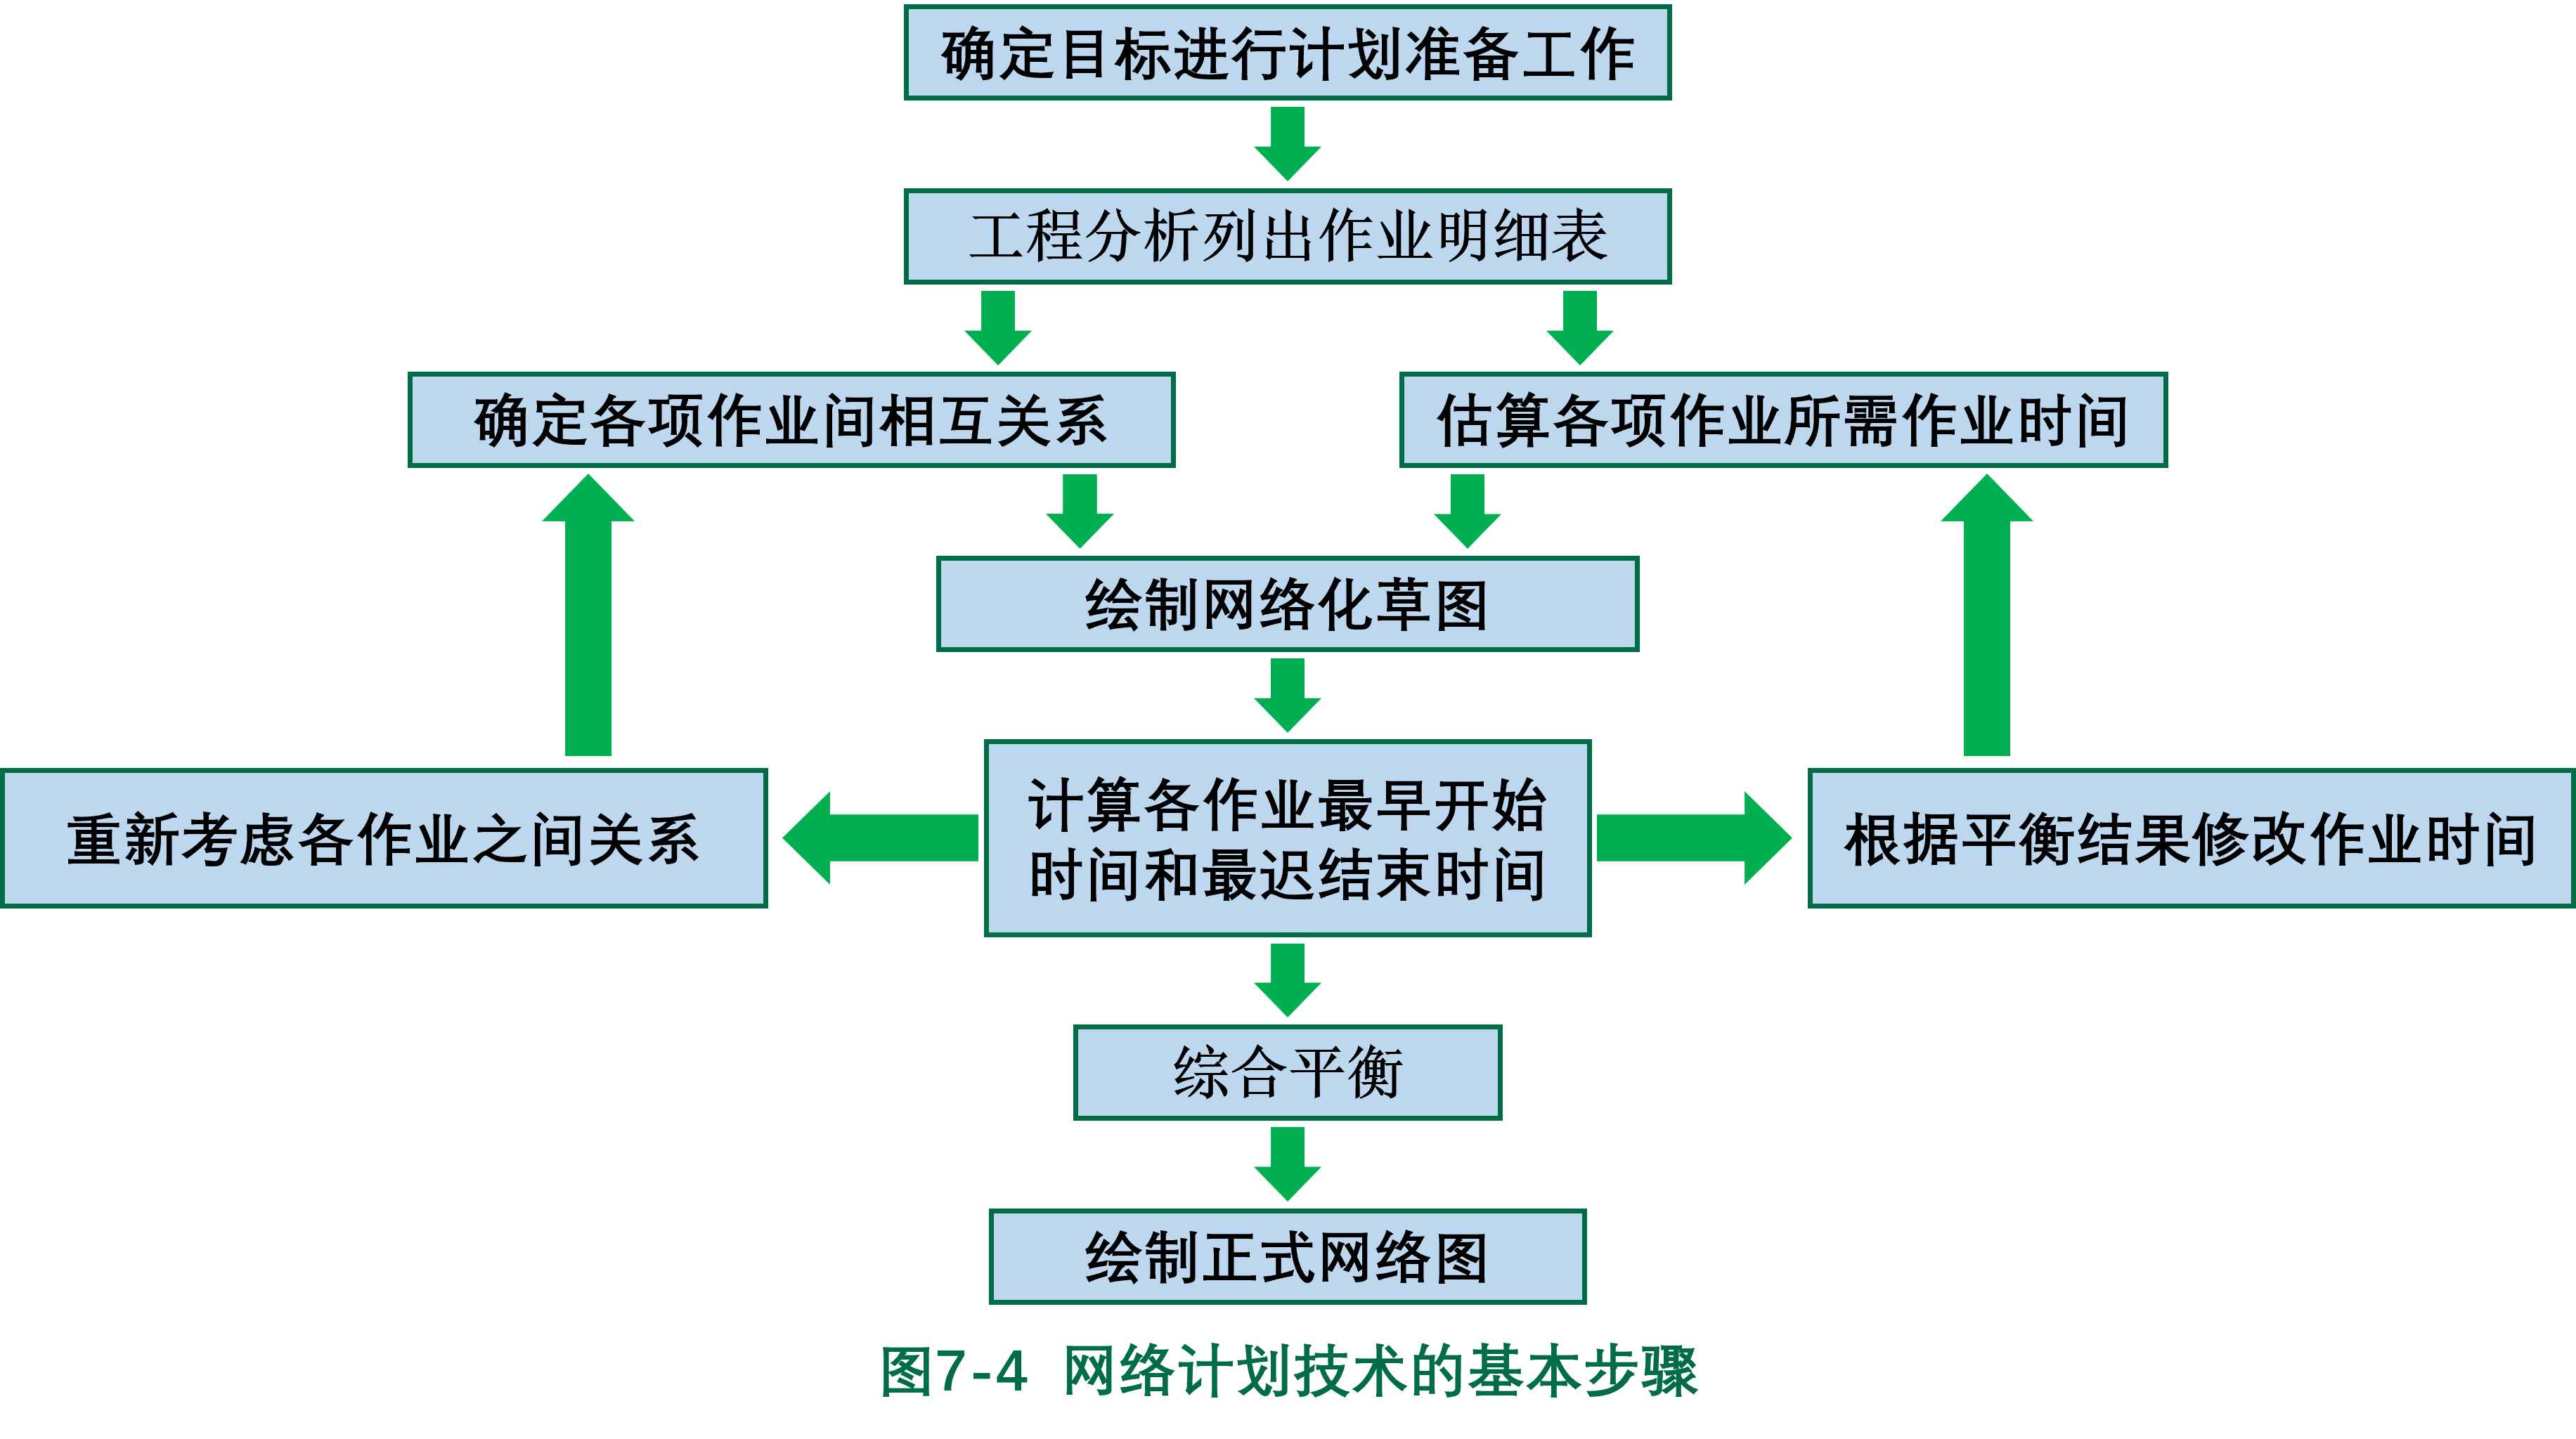 确定目标进行计划准备工作
工程分析列出作业明细表
确定各项作业间相互关系
估算各项作业所需作业时间
绘制网络化草图
重新考虑各作业之间关系
计算各作业最早开始
时间和最迟结束时间
根据平衡结果修改作业时间
综合平衡
绘制正式网络图
图7-4 网络计划技术的基本步骤